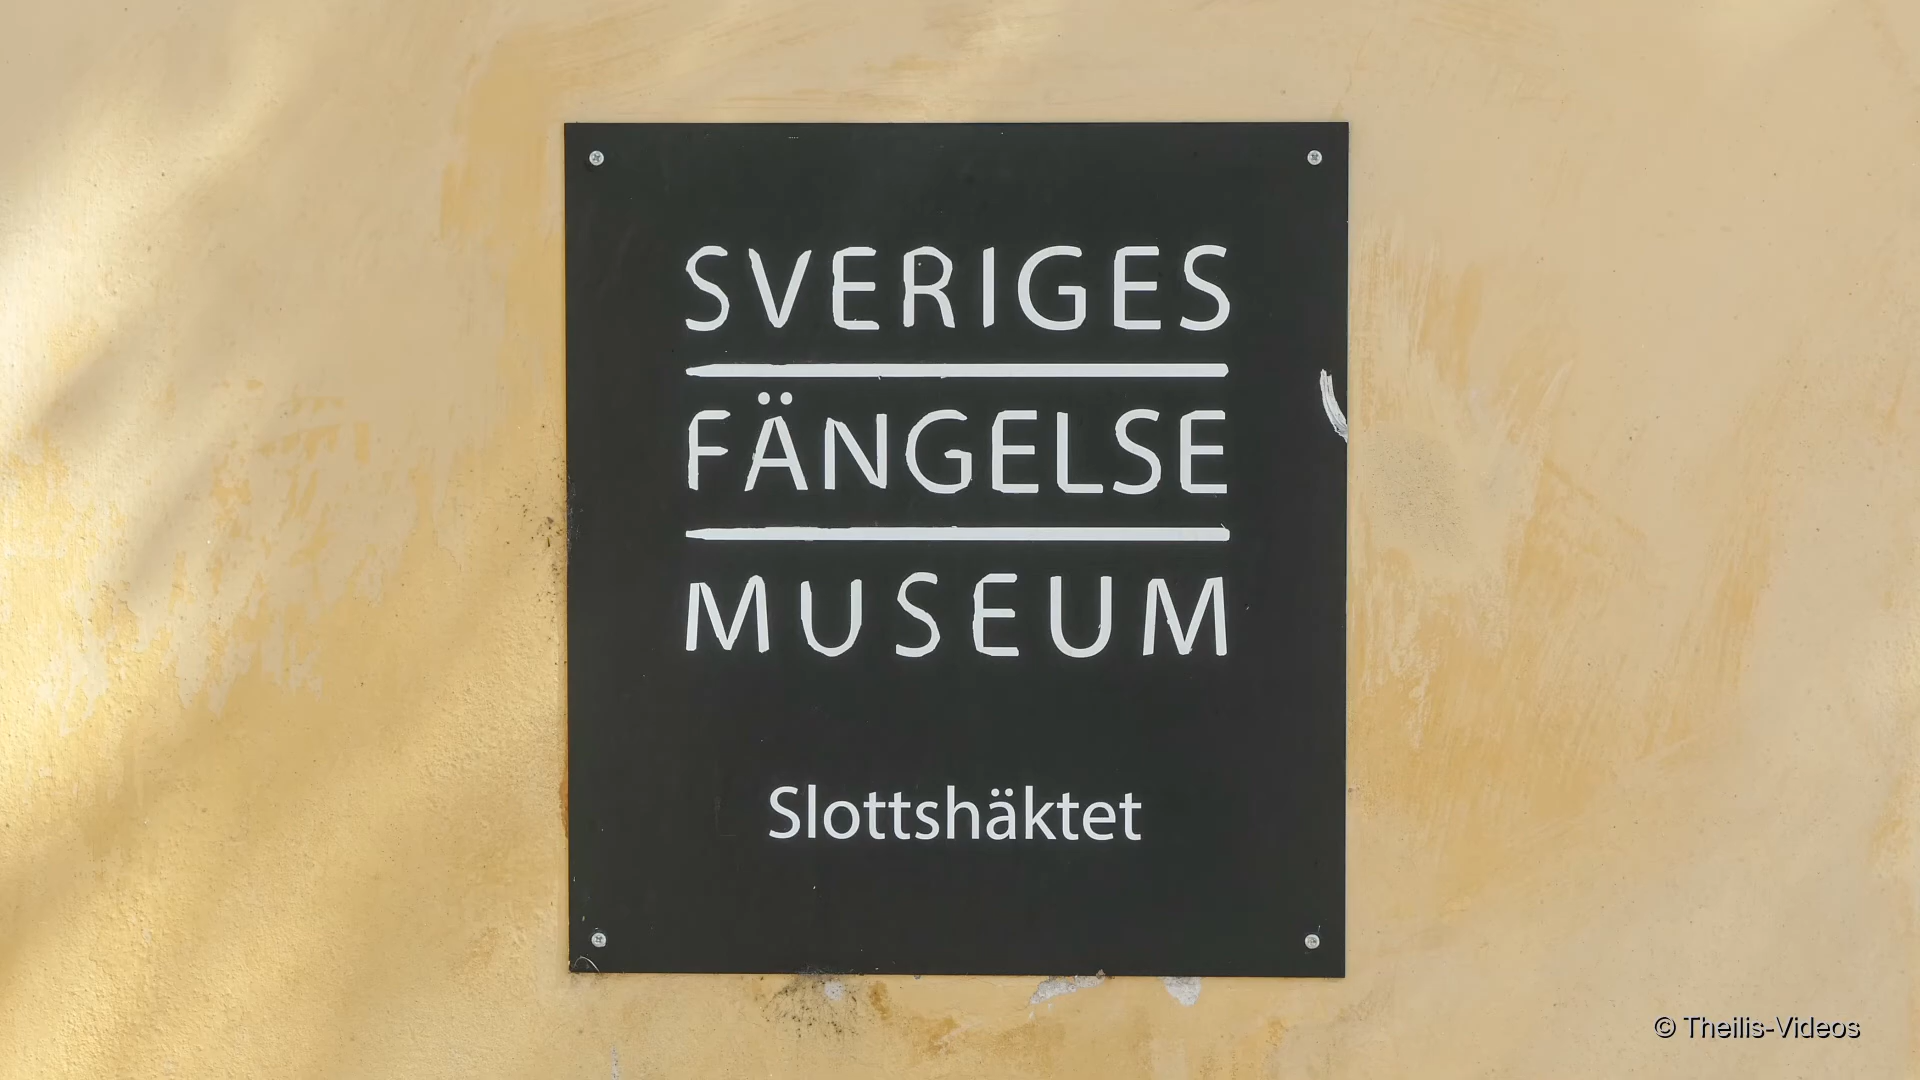 SVERIGES
FÄNGELSE
MUSEUM
Slottshäktet
© Theilis-Videos